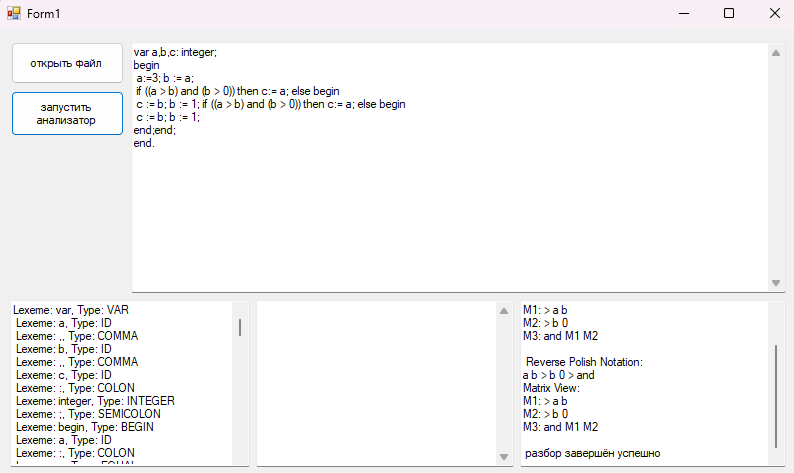 Form1
открыть файл
запустить
анализатор
var a,b,c: integer;
begin
a:=3; b := a;
if ((a > b) and (b > 0)) then c:= a; else begin
c := b; b := 1; if ((a > b) and (b > 0)) then c:= a; else begin
c := b; b := 1;
end;end;
end.
Lexeme: var, Type: VAR
Lexeme: a, Type: ID
Lexeme: ,, Type: COMMA
Lexeme: b, Type: ID
Lexeme: ,, Type: COMMA
Lexeme: c, Type: ID
Lexeme: :, Type: COLON
Lexeme: integer, Type: INTEGER
Lexeme: ;, Type: SEMICOLON
Lexeme: begin, Type: BEGIN
Lexeme: a, Type: ID
Lexeme: :, Type: COLON
M1: > a b
M2: > b 0
M3: and M1 M2
Reverse Polish Notation:
a b > b 0 > and
Matrix View:
M1: > a b
M2: > b 0
M3: and M1 M2
разбор завершён успешно